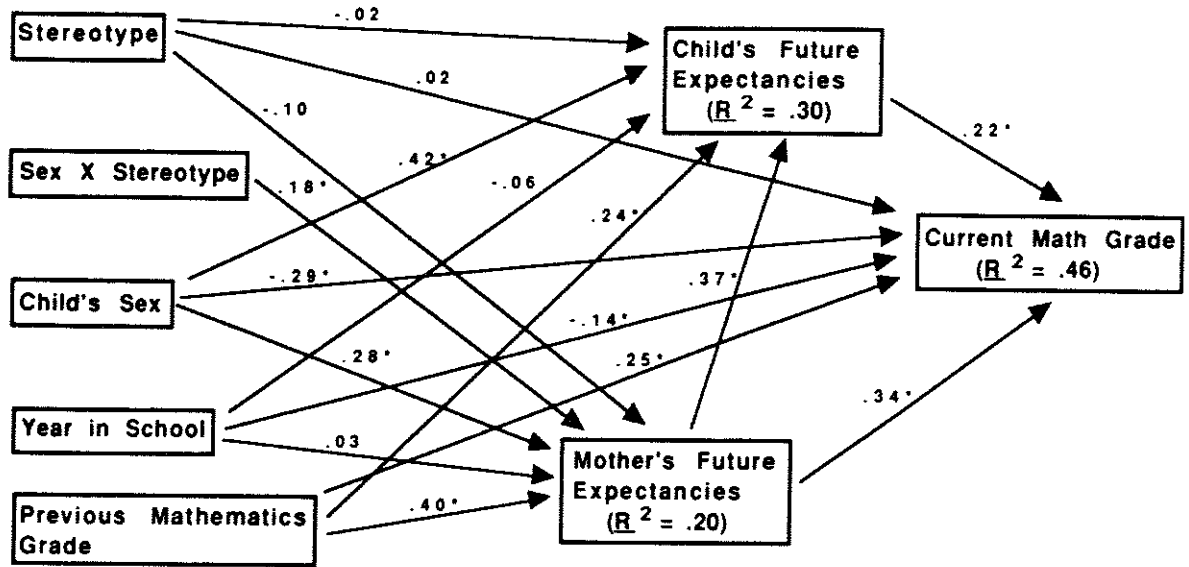 Stereotype
Sex X Stereotype
Child's Sex
Year in School
Previous Mathematics
Grade
-.02
.02
-.10
.42*
.18*
-.06
.24*
-.29*
.37*
-.14*
.28*
.25*
.03
.40*
.22*
.34*
Child's Future
Expectancies
(R² = .30)
Mother's Future
Expectancies
(R² = .20)
Current Math Grade
(R² = .46)